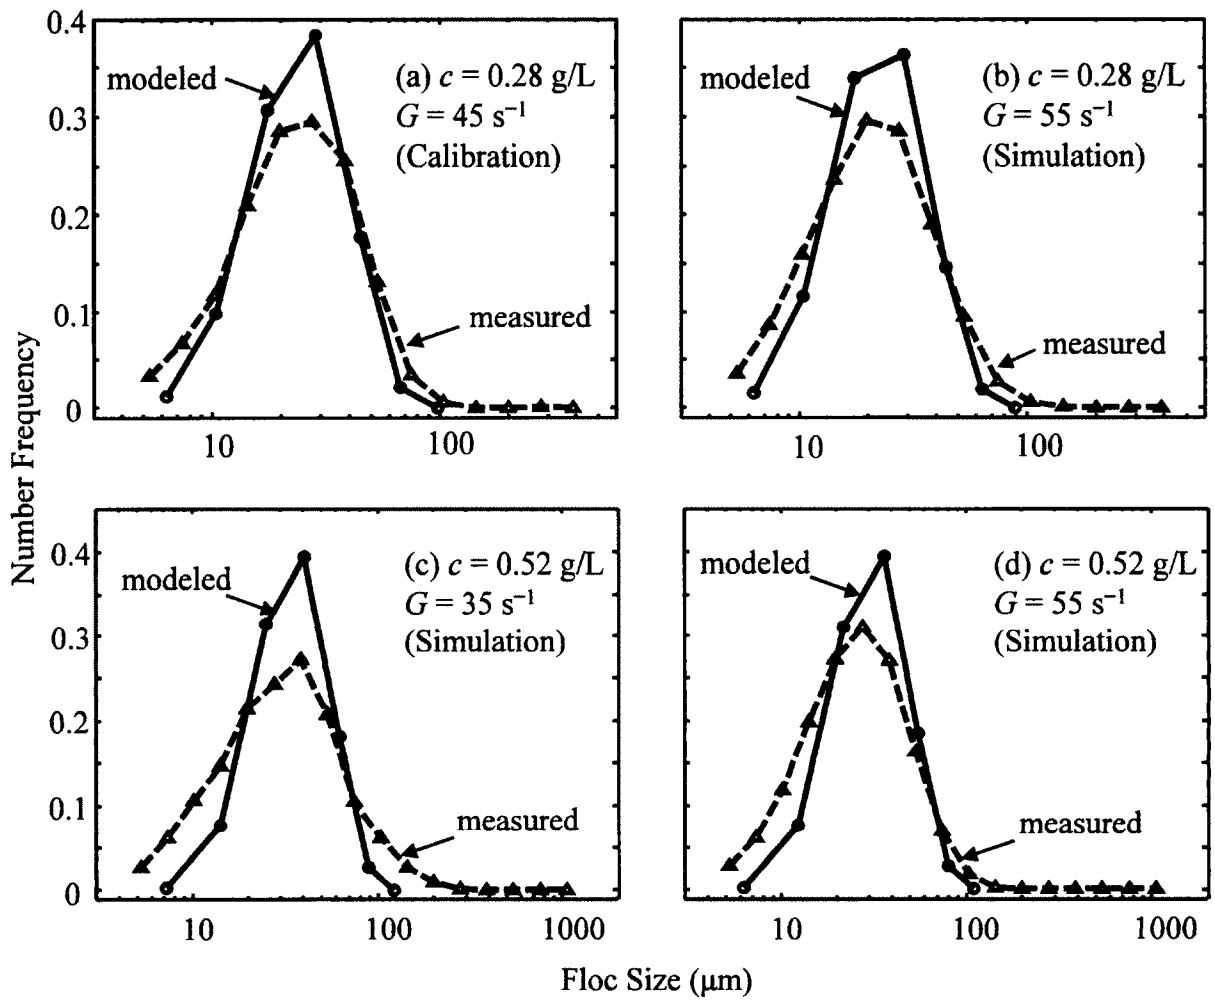 0.4
0.3
0.2
0.1
0
modeled
(a) c = 0.28 g/L
G = 45 s⁻¹
(Calibration)
measured
10
100
modeled
(b) c = 0.28 g/L
G = 55 s⁻¹
(Simulation)
measured
10
100
Number Frequency
0.4
0.3
0.2
0.1
0
modeled
(c) c = 0.52 g/L
G = 35 s⁻¹
(Simulation)
measured
10
100
1000
modeled
(d) c = 0.52 g/L
G = 55 s⁻¹
(Simulation)
measured
10
100
1000
Floc Size (μm)